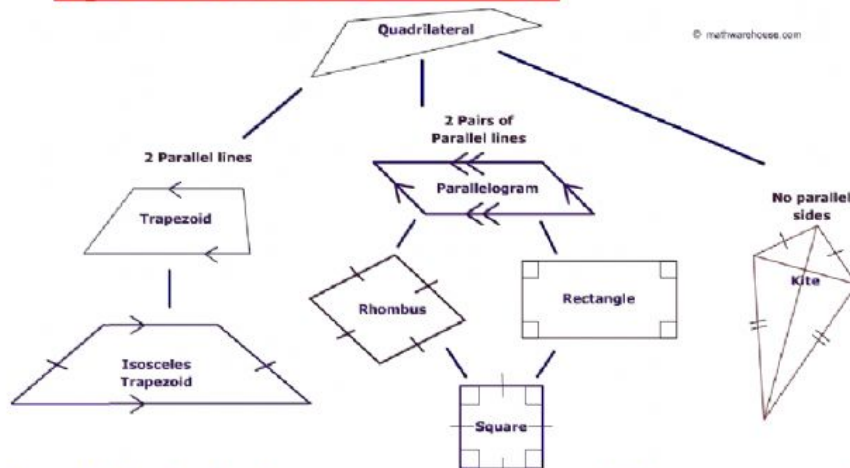 Quadrilateral
© mathwarehouse.com
2 Parallel lines
2 Pairs of
Parallel lines
Trapezoid
Parallelogram
No parallel
sides
Kite
Rhombus
Rectangle
Isosceles
Trapezoid
Square